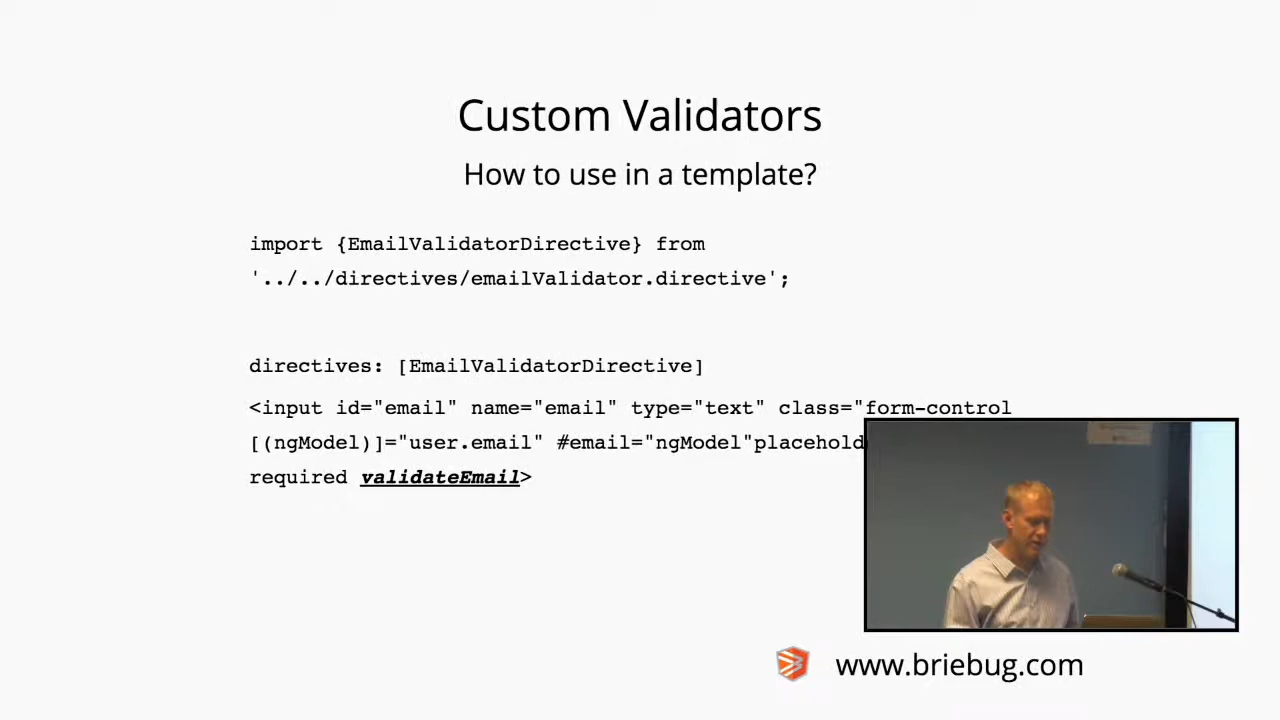 Custom Validators
How to use in a template?
import {EmailValidatorDirective} from
'../../directives/emailValidator.directive';
directives: [EmailValidatorDirective]
<input id="email" name="email" type="text" class="form-control
[(ngModel)]="user.email" #email="ngModel"placehold
required validateEmail>
www.briebug.com